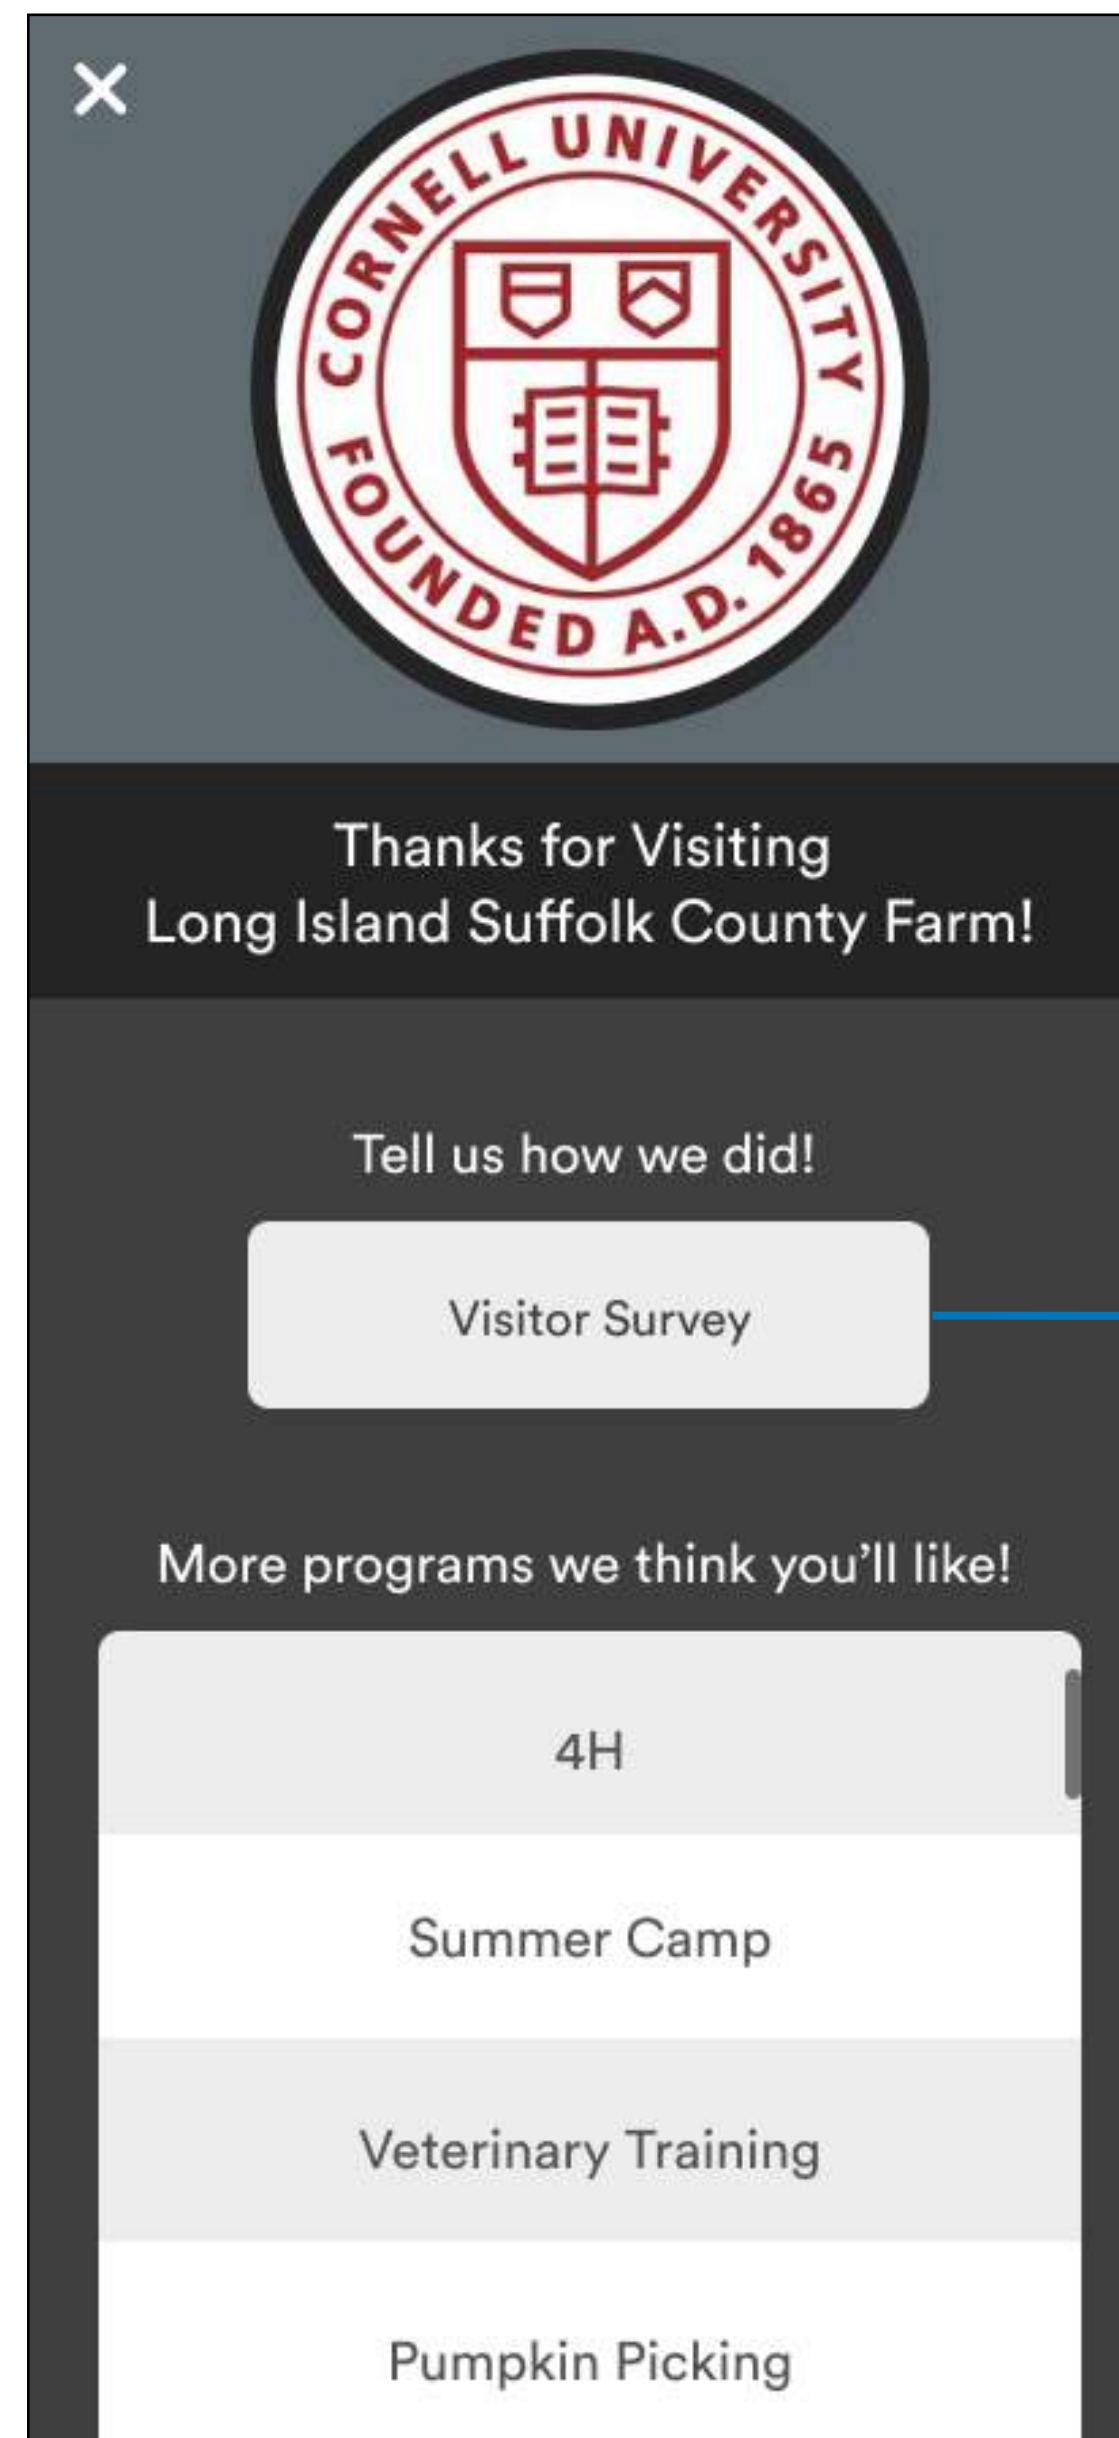 CORNELL UNIVERSITY
FOUNDED A.D. 1865
Thanks for Visiting
Long Island Suffolk County Farm!
Tell us how we did!
Visitor Survey
More programs we think you’ll like!
4H
Summer Camp
Veterinary Training
Pumpkin Picking